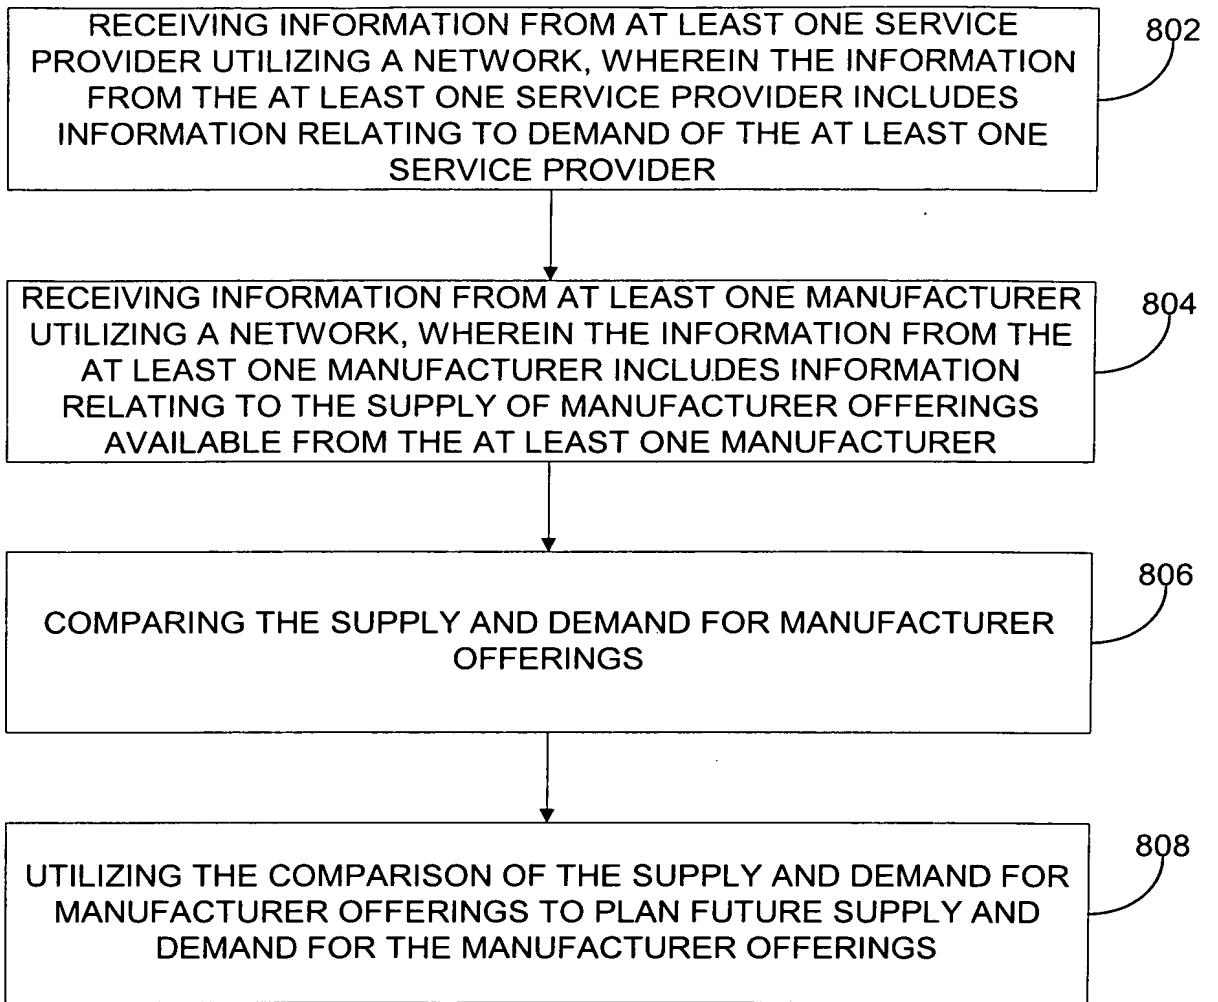 RECEIVING INFORMATION FROM AT LEAST ONE SERVICE
PROVIDER UTILIZING A NETWORK, WHEREIN THE INFORMATION
FROM THE AT LEAST ONE SERVICE PROVIDER INCLUDES
INFORMATION RELATING TO DEMAND OF THE AT LEAST ONE
SERVICE PROVIDER
802
RECEIVING INFORMATION FROM AT LEAST ONE MANUFACTURER
UTILIZING A NETWORK, WHEREIN THE INFORMATION FROM THE
AT LEAST ONE MANUFACTURER INCLUDES INFORMATION
RELATING TO THE SUPPLY OF MANUFACTURER OFFERINGS
AVAILABLE FROM THE AT LEAST ONE MANUFACTURER
804
COMPARING THE SUPPLY AND DEMAND FOR MANUFACTURER
OFFERINGS
806
UTILIZING THE COMPARISON OF THE SUPPLY AND DEMAND FOR
MANUFACTURER OFFERINGS TO PLAN FUTURE SUPPLY AND
DEMAND FOR THE MANUFACTURER OFFERINGS
808